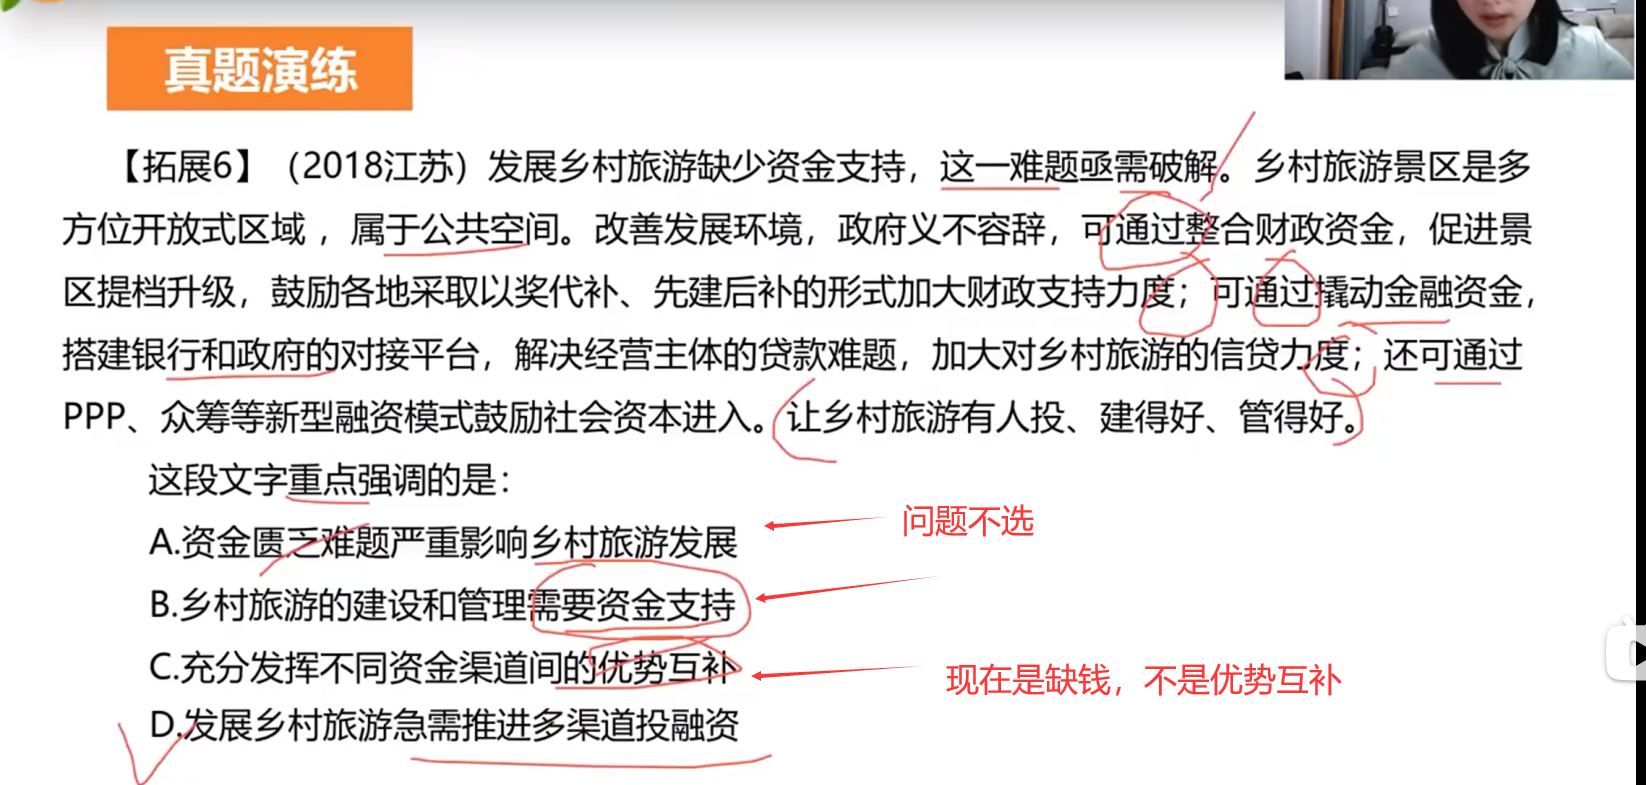 真题演练
【拓展6】（2018江苏）发展乡村旅游缺少资金支持，这一难题亟需破解。乡村旅游景区是多
方位开放式区域，属于公共空间。改善发展环境，政府义不容辞，可通过整合财政资金，促进景
区提档升级，鼓励各地采取以奖代补、先建后补的形式加大财政支持力度；可通过撬动金融资金，
搭建银行和政府的对接平台，解决经营主体的贷款难题，加大对乡村旅游的信贷力度；还可通过
PPP、众筹等新型融资模式鼓励社会资本进入。让乡村旅游有人投、建得好、管得好。
这段文字重点强调的是：
A.资金匮乏难题严重影响乡村旅游发展
问题不选
B.乡村旅游的建设和管理需要资金支持
C.充分发挥不同资金渠道间的优势互补
现在是缺钱，不是优势互补
D.发展乡村旅游急需推进多渠道投融资